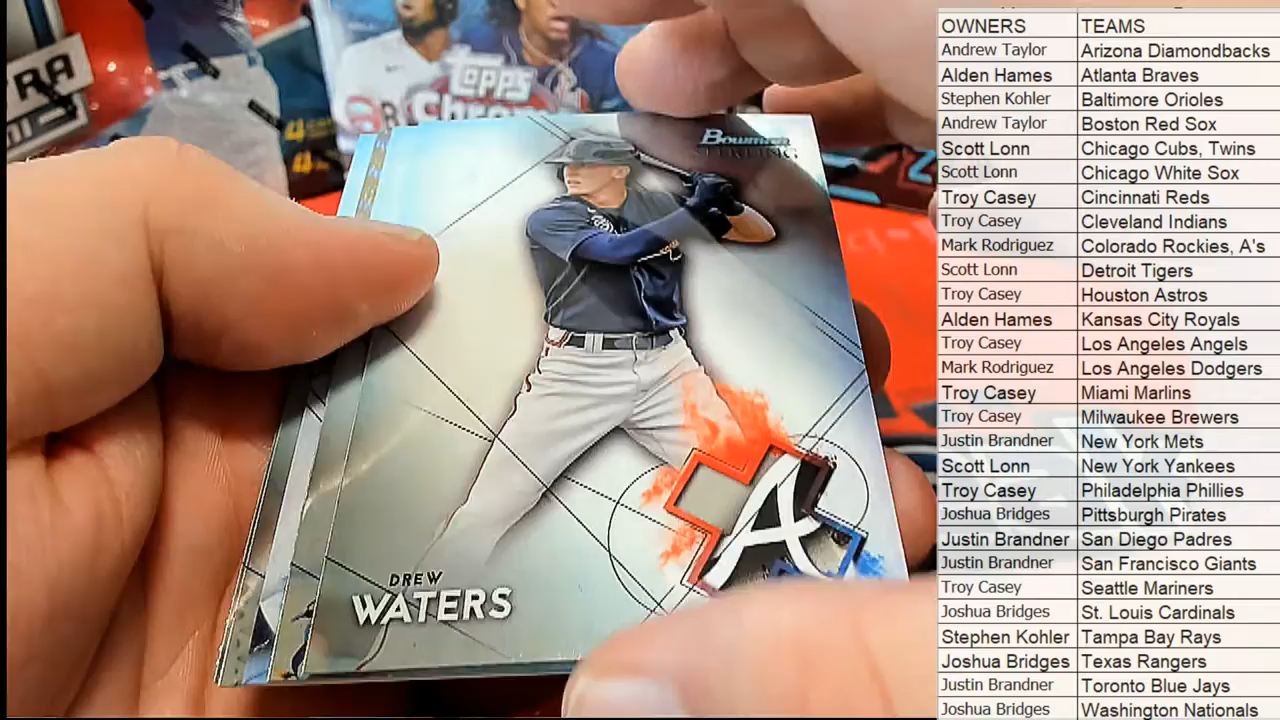 RA
Topps
Chr
Bowman
STERLING
A
DREW
WATERS
OWNERS TEAMS
Andrew Taylor Arizona Diamondbacks
Alden Hames Atlanta Braves
Stephen Kohler Baltimore Orioles
Andrew Taylor Boston Red Sox
Scott Lonn Chicago Cubs, Twins
Scott Lonn Chicago White Sox
Troy Casey Cincinnati Reds
Troy Casey Cleveland Indians
Mark Rodriguez Colorado Rockies, A's
Scott Lonn Detroit Tigers
Troy Casey Houston Astros
Alden Hames Kansas City Royals
Troy Casey Los Angeles Angels
Mark Rodriguez Los Angeles Dodgers
Troy Casey Miami Marlins
Troy Casey Milwaukee Brewers
Justin Brandner New York Mets
Scott Lonn New York Yankees
Troy Casey Philadelphia Phillies
Joshua Bridges Pittsburgh Pirates
Justin Brandner San Diego Padres
Justin Brandner San Francisco Giants
Troy Casey Seattle Mariners
Joshua Bridges St. Louis Cardinals
Stephen Kohler Tampa Bay Rays
Joshua Bridges Texas Rangers
Justin Brandner Toronto Blue Jays
Joshua Bridges Washington Nationals